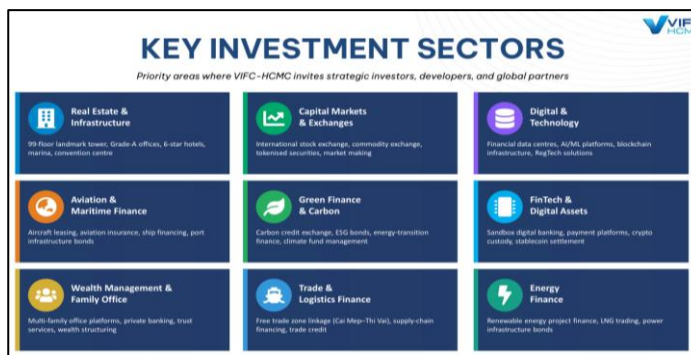 VIFC
HCMC
KEY INVESTMENT SECTORS
Priority areas where VIFC-HCMC invites strategic investors, developers, and global partners
Real Estate &
Infrastructure
99-floor landmark tower, Grade-A offices, 6-star hotels,
marina, convention centre
Capital Markets
& Exchanges
International stock exchange, commodity exchange,
tokenised securities, market making
Digital &
Technology
Financial data centres, AI/ML platforms, blockchain
infrastructure, RegTech solutions
Aviation &
Maritime Finance
Aircraft leasing, aviation insurance, ship financing, port
infrastructure bonds
Green Finance
& Carbon
Carbon credit exchange, ESG bonds, energy-transition
finance, climate fund management
FinTech &
Digital Assets
Sandbox digital banking, payment platforms, crypto
custody, stablecoin settlement
Wealth Management &
Family Office
Multi-family office platforms, private banking, trust
services, wealth structuring
Trade &
Logistics Finance
Free trade zone linkage (Cai Mep–Thi Vai), supply-chain
financing, trade credit
Energy
Finance
Renewable energy project finance, LNG trading, power
infrastructure bonds